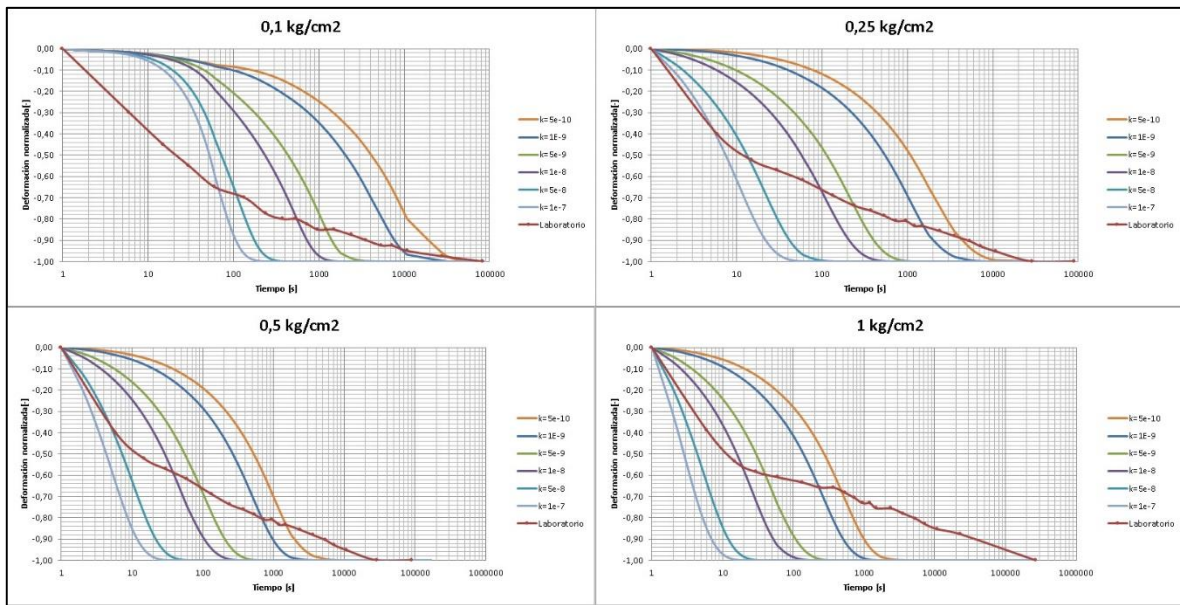 0,1 kg/cm2
0,00
-0,10
-0,20
-0,30
-0,40
-0,50
-0,60
-0,70
-0,80
-0,90
-1,00
Deformación normalizada[-]
1 10 100 1000 10000 100000
Tiempo [s]
k=5e-10
k=1E-9
k=5e-9
k=1e-8
k=5e-8
k=1e-7
Laboratorio
0,25 kg/cm2
0,00
-0,10
-0,20
-0,30
-0,40
-0,50
-0,60
-0,70
-0,80
-0,90
-1,00
Deformación normalizada[-]
1 10 100 1000 10000 100000
Tiempo [s]
k=5e-10
k=1E-9
k=5e-9
k=1e-8
k=5e-8
k=1e-7
Laboratorio
0,5 kg/cm2
0,00
-0,10
-0,20
-0,30
-0,40
-0,50
-0,60
-0,70
-0,80
-0,90
-1,00
Deformación normalizada[-]
1 10 100 1000 10000 100000 1000000
Tiempo [s]
k=5e-10
k=1E-9
k=5e-9
k=1e-8
k=5e-8
k=1e-7
Laboratorio
1 kg/cm2
0,00
-0,10
-0,20
-0,30
-0,40
-0,50
-0,60
-0,70
-0,80
-0,90
-1,00
Deformación normalizada[-]
1 10 100 1000 10000 100000 1000000
Tiempo [s]
k=5e-10
k=1E-9
k=5e-9
k=1e-8
k=5e-8
k=1e-7
Laboratorio